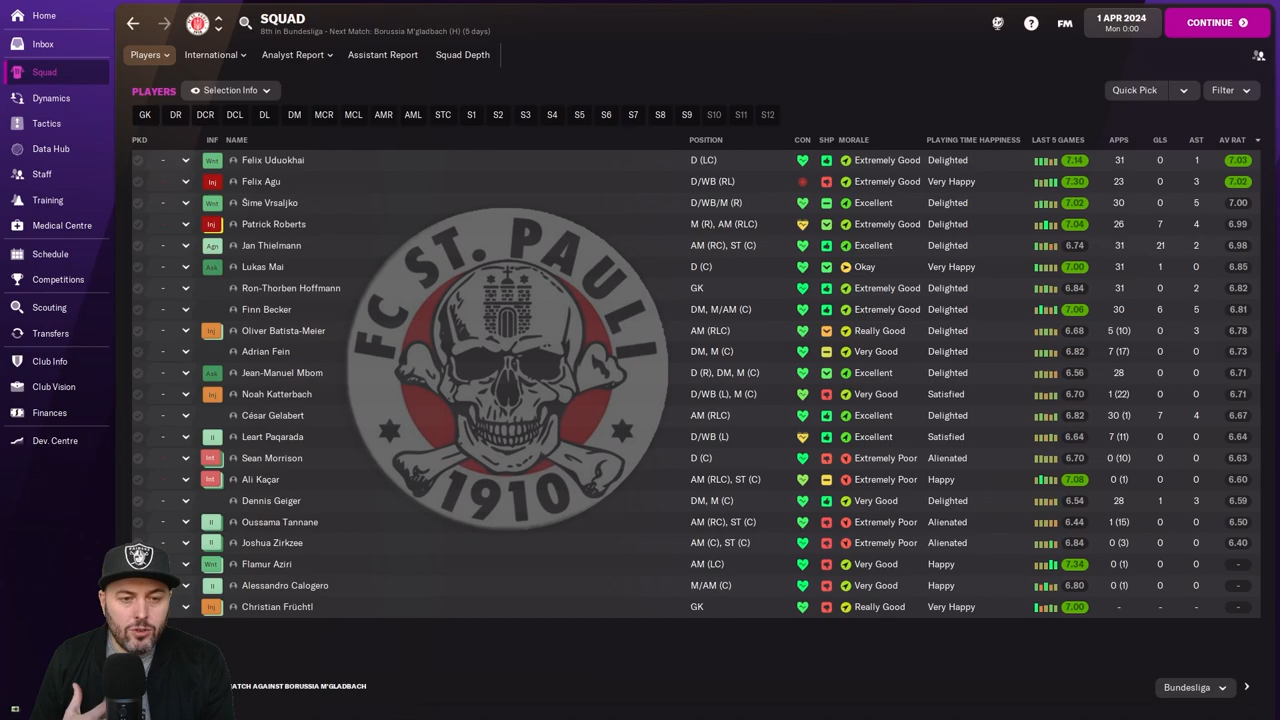 Home
Inbox
Squad
Dynamics
Tactics
Data Hub
Staff
Training
Medical Centre
Schedule
Competitions
Scouting
Transfers
Club Info
Club Vision
Finances
Dev. Centre
SQUAD
8th in Bundesliga - Next Match: Borussia M'gladbach (H) (5 days)
FM
1 APR 2024
Mon 0:00
CONTINUE
Players
International
Analyst Report
Assistant Report
Squad Depth
PLAYERS
Selection Info
Quick Pick
Filter
GK DR DCR DCL DL DM MCR MCL AMR AML STC S1 S2 S3 S4 S5 S6 S7 S8 S9 S10 S11 S12
PKD INF NAME POSITION CON SHP MORALE PLAYING TIME HAPPINESS LAST 5 GAMES APPS GLS AST AV RAT
- Wnt Felix Uduokhai D (LC) Extremely Good Delighted 7.14 31 0 1 7.03
- Inj Felix Agu D/WB (RL) Extremely Good Very Happy 7.30 23 0 3 7.02
- Wnt Šime Vrsaljko D/WB/M (R) Excellent Delighted 7.02 30 0 5 7.00
- Inj Patrick Roberts M (R), AM (RLC) Extremely Good Delighted 7.04 26 7 4 6.99
- Agn Jan Thielmann AM (RC), ST (C) Excellent Delighted 6.74 31 21 2 6.98
- Ask Lukas Mai D (C) Okay Very Happy 7.00 31 1 0 6.85
- Ron-Thorben Hoffmann GK Extremely Good Delighted 6.84 31 0 0 6.82
- Finn Becker DM, M/AM (C) Extremely Good Delighted 7.06 30 6 5 6.81
- Inj Oliver Batista-Meier AM (RLC) Really Good Delighted 6.68 5 (10) 0 3 6.78
- Adrian Fein DM, M (C) Very Good Delighted 6.82 7 (17) 0 0 6.73
- Ask Jean-Manuel Mbom D (R), DM, M (C) Excellent Delighted 6.56 28 0 0 6.71
- Inj Noah Katterbach D/WB (L), M (C) Very Good Satisfied 6.70 1 (22) 0 0 6.71
- César Gelabert AM (RLC) Excellent Delighted 6.82 30 (1) 7 4 6.67
- II Leart Paqarada D/WB (L) Excellent Satisfied 6.64 7 (11) 0 0 6.64
- Int Sean Morrison D (C) Extremely Poor Alienated 6.70 0 (10) 0 0 6.63
- Int Ali Kaçar AM (RLC), ST (C) Extremely Poor Happy 7.08 0 (1) 0 0 6.60
- Dennis Geiger DM, M (C) Very Good Delighted 6.54 28 1 3 6.59
- II Oussama Tannane AM (RC), ST (C) Extremely Poor Alienated 6.44 1 (15) 0 0 6.50
- II Joshua Zirkzee AM (C), ST (C) Extremely Poor Alienated 6.84 0 (3) 0 0 6.40
- Wnt Flamur Aziri AM (LC) Very Good Happy 7.34 0 (1) 0 0 -
- II Alessandro Calogero M/AM (C) Very Good Happy 6.80 0 (1) 0 0 -
Inj Christian Früchtl GK Really Good Very Happy 7.00 - - - -
FC ST. PAULI
1910
RAIDERS
MATCH AGAINST BORUSSIA M'GLADBACH
Bundesliga